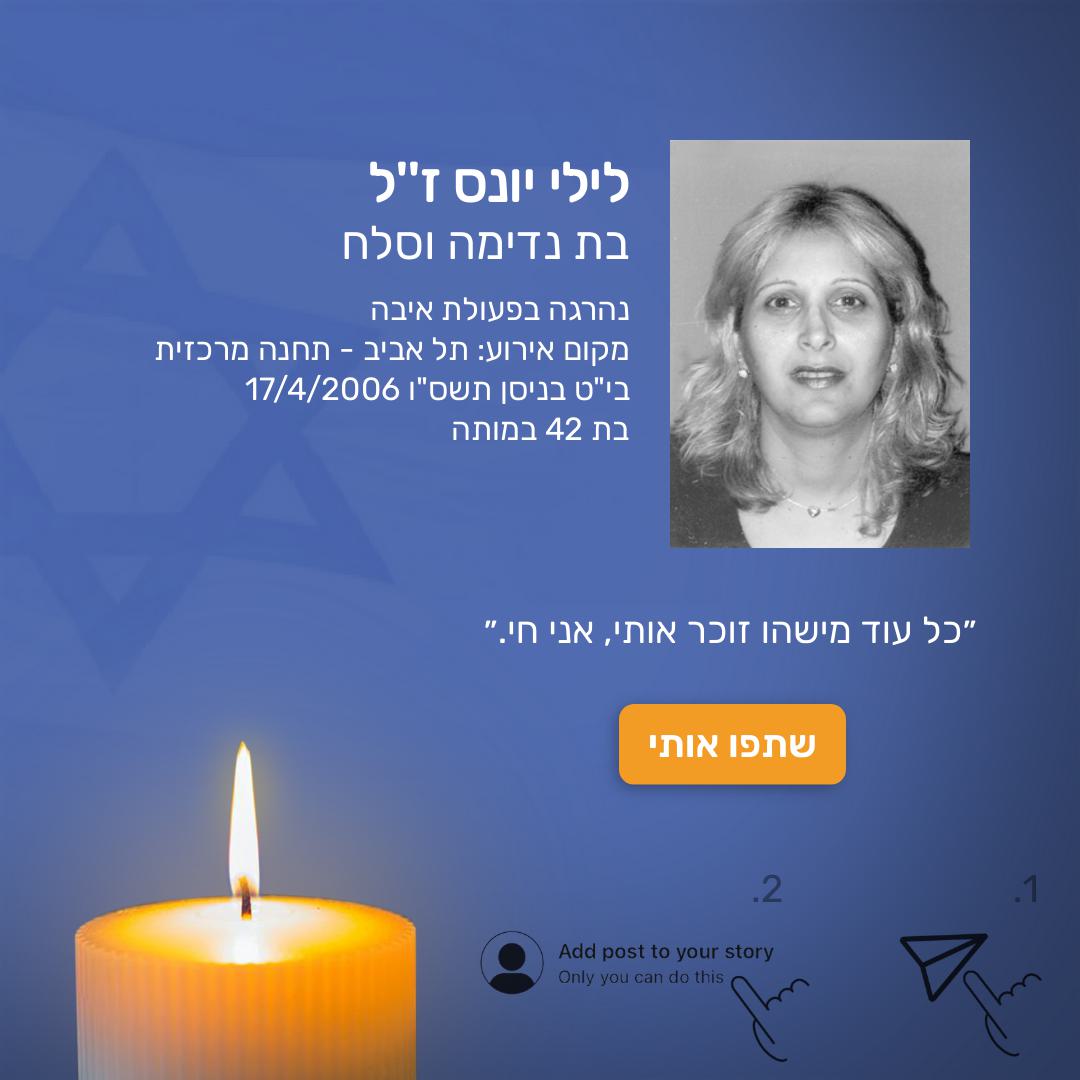 לילי יונס ז"ל
בת נדימה וסלח
נהרגה בפעולת איבה
מקום אירוע: תל אביב - תחנה מרכזית
בי"ט בניסן תשס"ו 17/4/2006
בת 42 במותה
״כל עוד מישהו זוכר אותי, אני חי.״
שתפו אותי
1.
2.
Add post to your story
Only you can do this